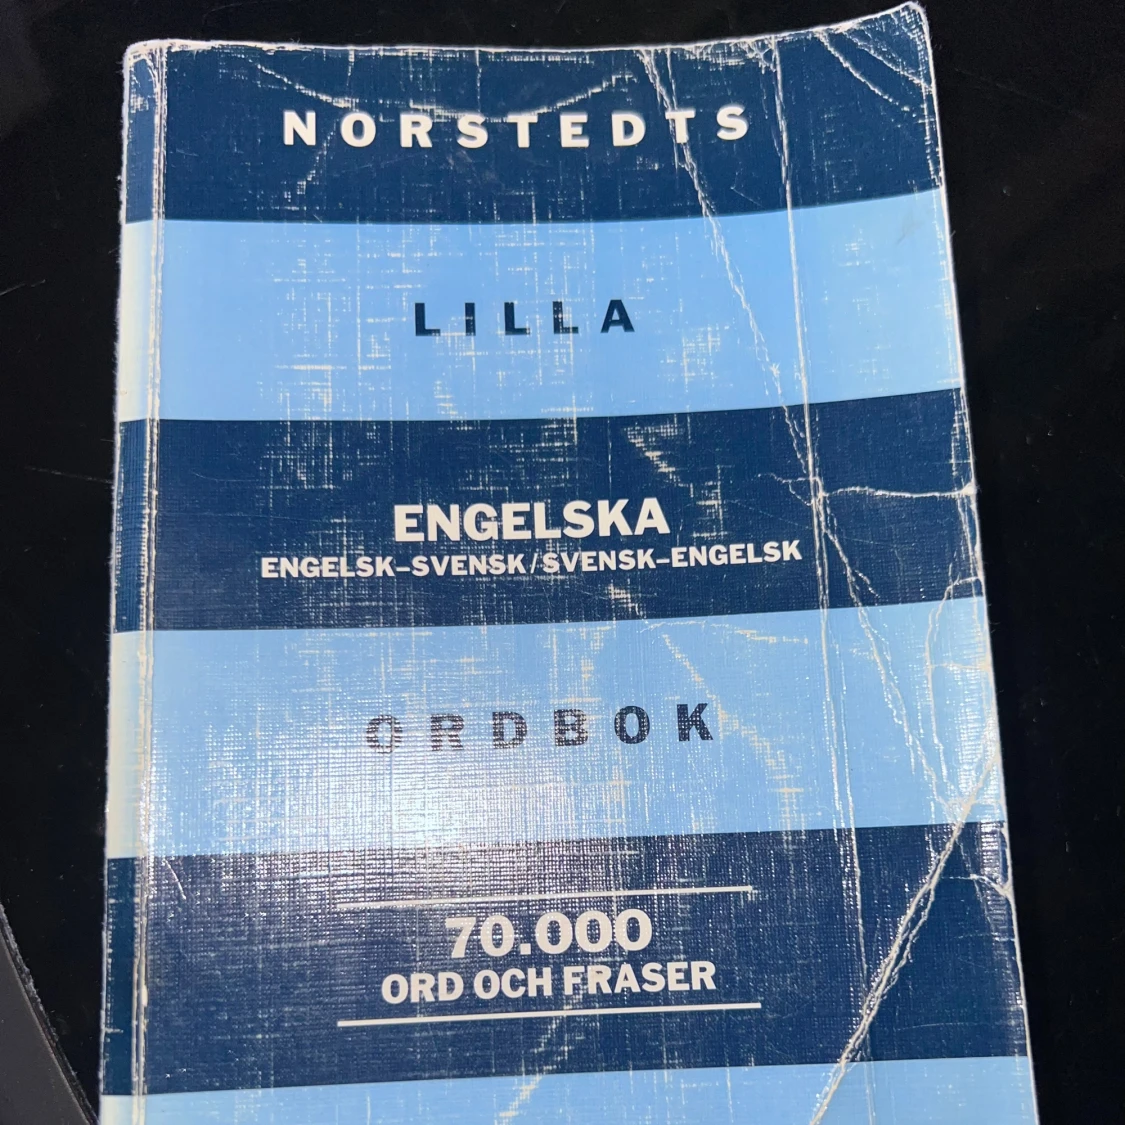 NORSTEDTS
LILLA
ENGELSKA
ENGELSK–SVENSK/SVENSK–ENGELSK
ORDBOK
70.000
ORD OCH FRASER